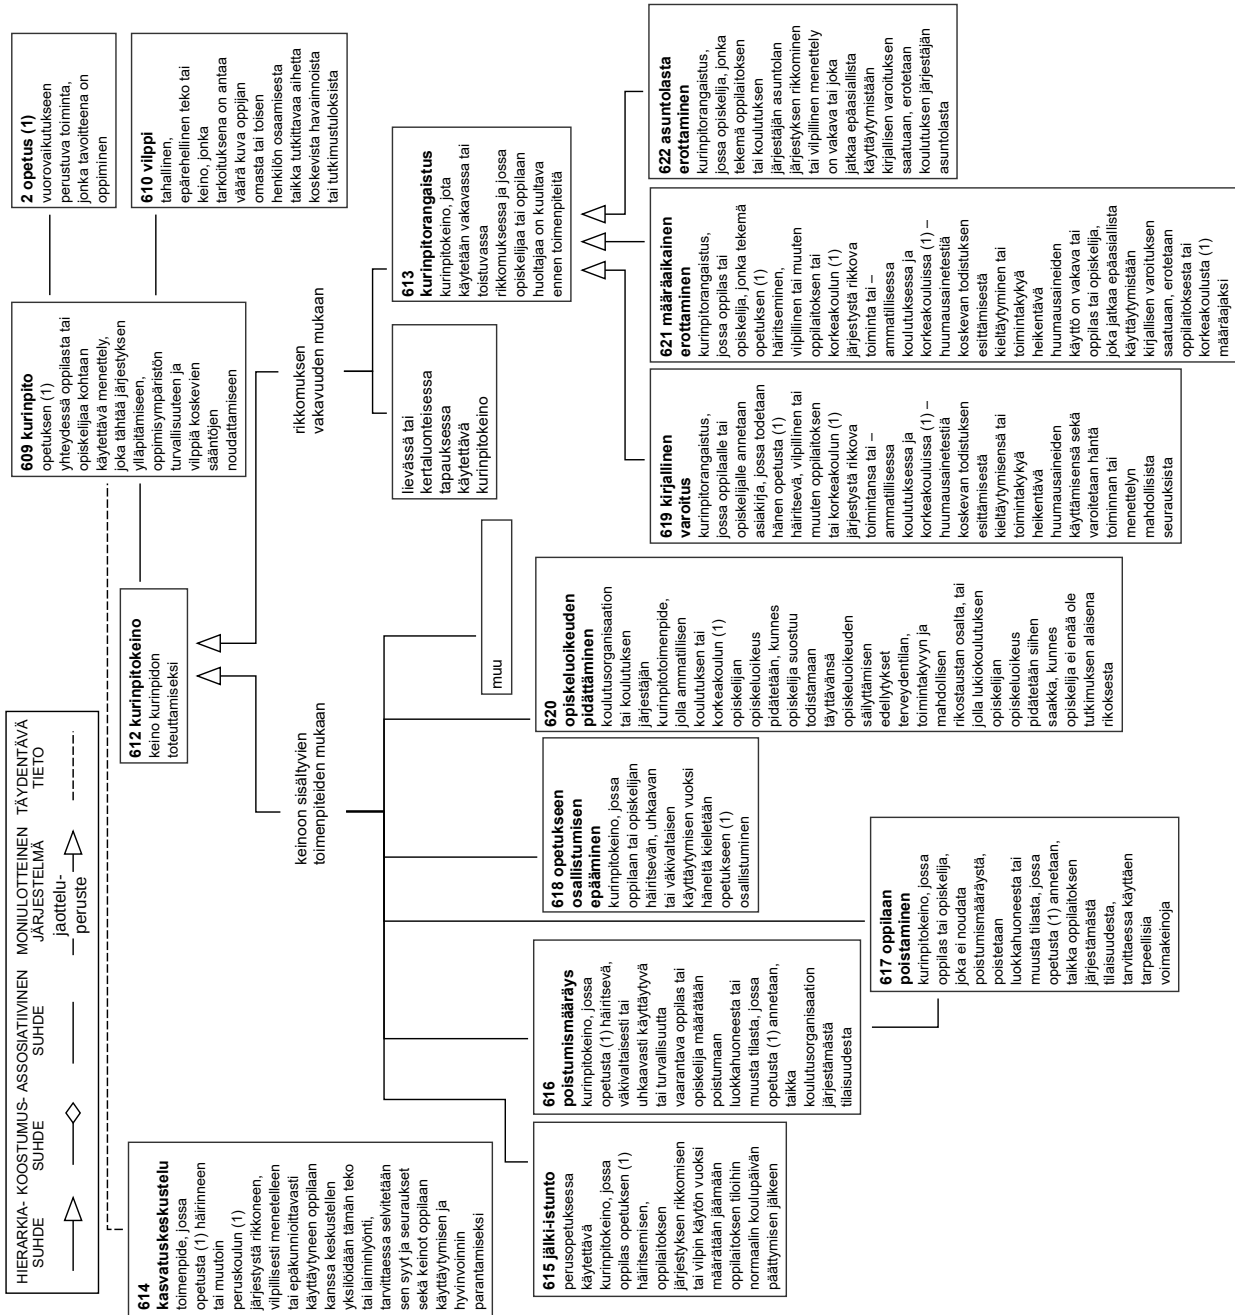 HIERARKIA-
SUHDE
KOOSTUMUS-
SUHDE
ASSOSIATIIVINEN
SUHDE
MONIULOTTEINEN
JÄRJESTELMÄ
jaottelu-
peruste
TÄYDENTÄVÄ
TIETO
2 opetus (1)
vuorovaikutukseen
perustuva toiminta,
jonka tavoitteena on
oppiminen
609 kurinpito
opetuksen (1)
yhteydessä oppilasta tai
opiskelijaa kohtaan
käytettävä menettely,
joka tähtää järjestyksen
ylläpitämiseen,
oppimisympäristön
turvallisuuteen ja
vilppiä koskevien
sääntöjen
noudattamiseen
610 vilppi
tahallinen,
epärehellinen teko tai
keino, jonka
tarkoituksena on antaa
väärä kuva oppijan
omasta tai toisen
henkilön osaamisesta
taikka tutkittavaa aihetta
koskevista havainnoista
tai tutkimustuloksista
612 kurinpitokeino
keino kurinpidon
toteuttamiseksi
keinoon sisältyvien
toimenpiteiden mukaan
rikkomuksen
vakavuuden mukaan
lievässä tai
kertaluonteisessa
tapauksessa
käytettävä
kurinpitokeino
613
kurinpitorangaistus
kurinpitokeino, jota
käytetään vakavassa tai
toistuvassa
rikkomuksessa ja jossa
opiskelijaa tai oppilaan
huoltajaa on kuultava
ennen toimenpiteitä
614
kasvatuskeskustelu
toimenpide, jossa
opetusta (1) häirinneen
tai muutoin
peruskoulun (1)
järjestystä rikkoneen,
vilpillisesti menetelleen
tai epäkunnioittavasti
käyttäytyneen oppilaan
kanssa keskustellen
yksilöidään tämän teko
tai laiminlyönti,
tarvittaessa selvitetään
sen syyt ja seuraukset
sekä keinot oppilaan
käyttäytymisen ja
hyvinvoinnin
parantamiseksi
615 jälki-istunto
perusopetuksessa
käytettävä
kurinpitokeino, jossa
oppilas opetuksen (1)
häiritsemisen,
oppilaitoksen
järjestyksen rikkomisen
tai vilpin käytön vuoksi
määrätään jäämään
oppilaitoksen tiloihin
normaalin koulupäivän
päättymisen jälkeen
616
poistumismääräys
kurinpitokeino, jossa
opetusta (1) häiritsevä,
väkivaltaisesti tai
uhkaavasti käyttäytyvä
tai turvallisuutta
vaarantava oppilas tai
opiskelija määrätään
poistumaan
luokkahuoneesta tai
muusta tilasta, jossa
opetusta (1) annetaan,
taikka
koulutusorganisaation
järjestämästä
tilaisuudesta
617 oppilaan
poistaminen
kurinpitokeino, jossa
oppilas tai opiskelija,
joka ei noudata
poistumismääräystä,
poistetaan
luokkahuoneesta tai
muusta tilasta, jossa
opetusta (1) annetaan,
taikka oppilaitoksen
järjestämästä
tilaisuudesta,
tarvittaessa käyttäen
tarpeellisia
voimakeinoja
618 opetukseen
osallistumisen
epääminen
kurinpitokeino, jossa
oppilaan tai opiskelijan
häiritsevän, uhkaavan
tai väkivaltaisen
käyttäytymisen vuoksi
häneltä kielletään
opetukseen (1)
osallistuminen
620
opiskeluoikeuden
pidättäminen
koulutusorganisaation
tai koulutuksen
järjestäjän
kurinpitotoimenpide,
jolla ammatillisen
koulutuksen tai
korkeakoulun (1)
opiskelijan
opiskeluoikeus
pidätetään, kunnes
opiskelija suostuu
todistamaan
täyttävänsä
opiskeluoikeuden
säilyttämisen
edellytykset
terveydentilan,
toimintakyvyn ja
mahdollisen
rikostaustan osalta, tai
jolla lukiokoulutuksen
opiskelijan
opiskeluoikeus
pidätetään siihen
saakka, kunnes
opiskelija ei enää ole
tutkimuksen alaisena
rikoksesta
muu
619 kirjallinen
varoitus
kurinpitorangaistus,
jossa oppilaalle tai
opiskelijalle annetaan
asiakirja, jossa todetaan
hänen opetusta (1)
häiritsevä, vilpillinen tai
muuten oppilaitoksen
tai korkeakoulun (1)
järjestystä rikkova
toimintansa tai –
ammatillisessa
koulutuksessa ja
korkeakouluissa (1) –
huumausainetestiä
koskevan todistuksen
esittämisestä
kieltäytymisensä tai
toimintakykyä
heikentävä
huumausaineiden
käyttämisensä sekä
varoitetaan häntä
toiminnan tai
menettelyn
mahdollisista
seurauksista
621 määräaikainen
erottaminen
kurinpitorangaistus,
jossa oppilas tai
opiskelija, jonka tekemä
opetuksen (1)
häiritseminen,
vilpillinen tai muuten
oppilaitoksen tai
korkeakoulun (1)
järjestystä rikkova
toiminta tai –
ammatillisessa
koulutuksessa ja
korkeakouluissa (1) –
huumausainetestiä
koskevan todistuksen
esittämisestä
kieltäytyminen tai
toimintakykyä
heikentävä
huumausaineiden
käyttö on vakava tai
oppilas tai opiskelija,
joka jatkaa epäasiallista
käyttäytymistään
kirjallisen varoituksen
saatuaan, erotetaan
oppilaitoksesta tai
korkeakoulusta (1)
määräajaksi
622 asuntolasta
erottaminen
kurinpitorangaistus,
jossa opiskelija, jonka
tekemä oppilaitoksen
tai koulutuksen
järjestäjän asuntolan
järjestyksen rikkominen
tai vilpillinen menettely
on vakava tai joka
jatkaa epäasiallista
käyttäytymistään
kirjallisen varoituksen
saatuaan, erotetaan
koulutuksen järjestäjän
asuntolasta